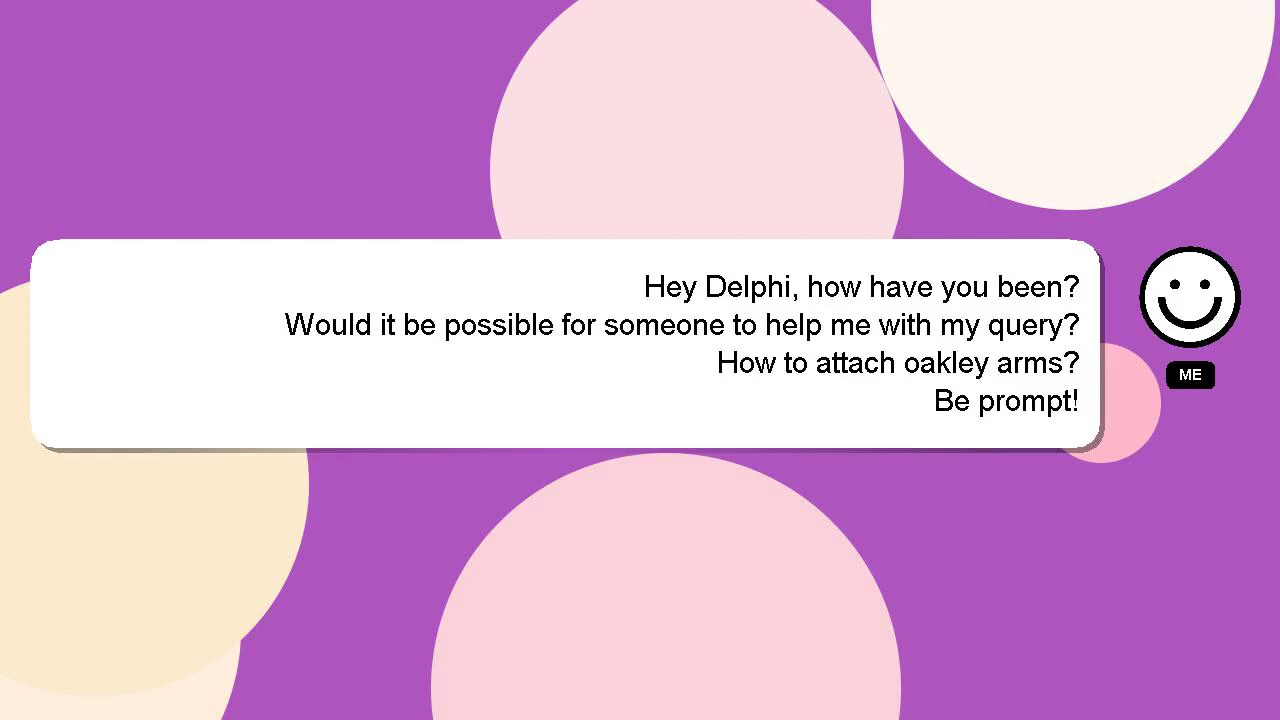 Hey Delphi, how have you been?
Would it be possible for someone to help me with my query?
How to attach oakley arms?
Be prompt!
ME